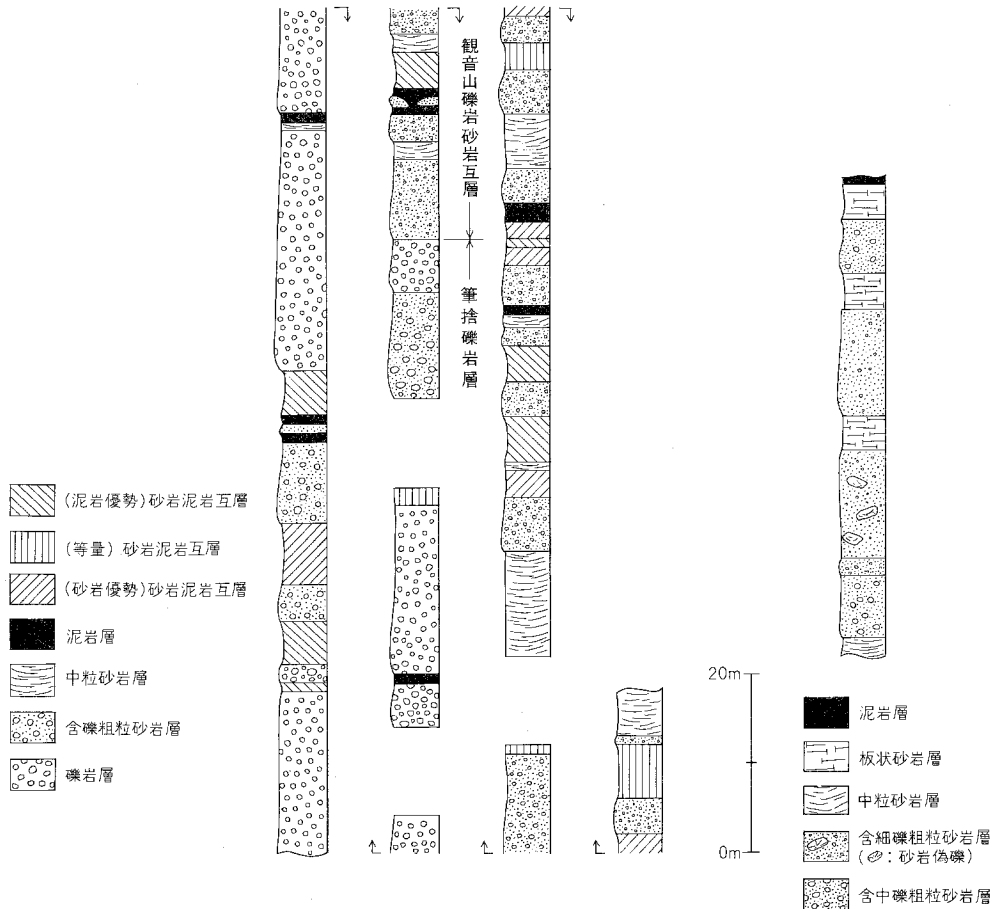 観音山礫岩砂岩互層
筆捨礫岩層
(泥岩優勢)砂岩泥岩互層
(等量)砂岩泥岩互層
(砂岩優勢)砂岩泥岩互層
泥岩層
中粒砂岩層
含礫粗粒砂岩層
礫岩層
20m
0m
泥岩層
板状砂岩層
中粒砂岩層
含細礫粗粒砂岩層
(:砂岩偽礫)
含中礫粗粒砂岩層